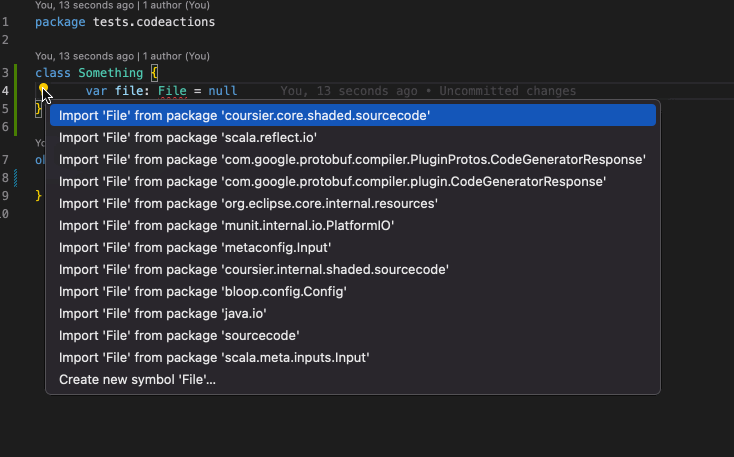 You, 13 seconds ago | 1 author (You)
1 package tests.codeactions
2
You, 13 seconds ago | 1 author (You)
3 class Something {
4 var file: File = null You, 13 seconds ago • Uncommitted changes
5 }
6
Yo
7 ob
8
9 }
10
Import 'File' from package 'coursier.core.shaded.sourcecode'
Import 'File' from package 'scala.reflect.io'
Import 'File' from package 'com.google.protobuf.compiler.PluginProtos.CodeGeneratorResponse'
Import 'File' from package 'com.google.protobuf.compiler.plugin.CodeGeneratorResponse'
Import 'File' from package 'org.eclipse.core.internal.resources'
Import 'File' from package 'munit.internal.io.PlatformIO'
Import 'File' from package 'metaconfig.Input'
Import 'File' from package 'coursier.internal.shaded.sourcecode'
Import 'File' from package 'bloop.config.Config'
Import 'File' from package 'java.io'
Import 'File' from package 'sourcecode'
Import 'File' from package 'scala.meta.inputs.Input'
Create new symbol 'File'...